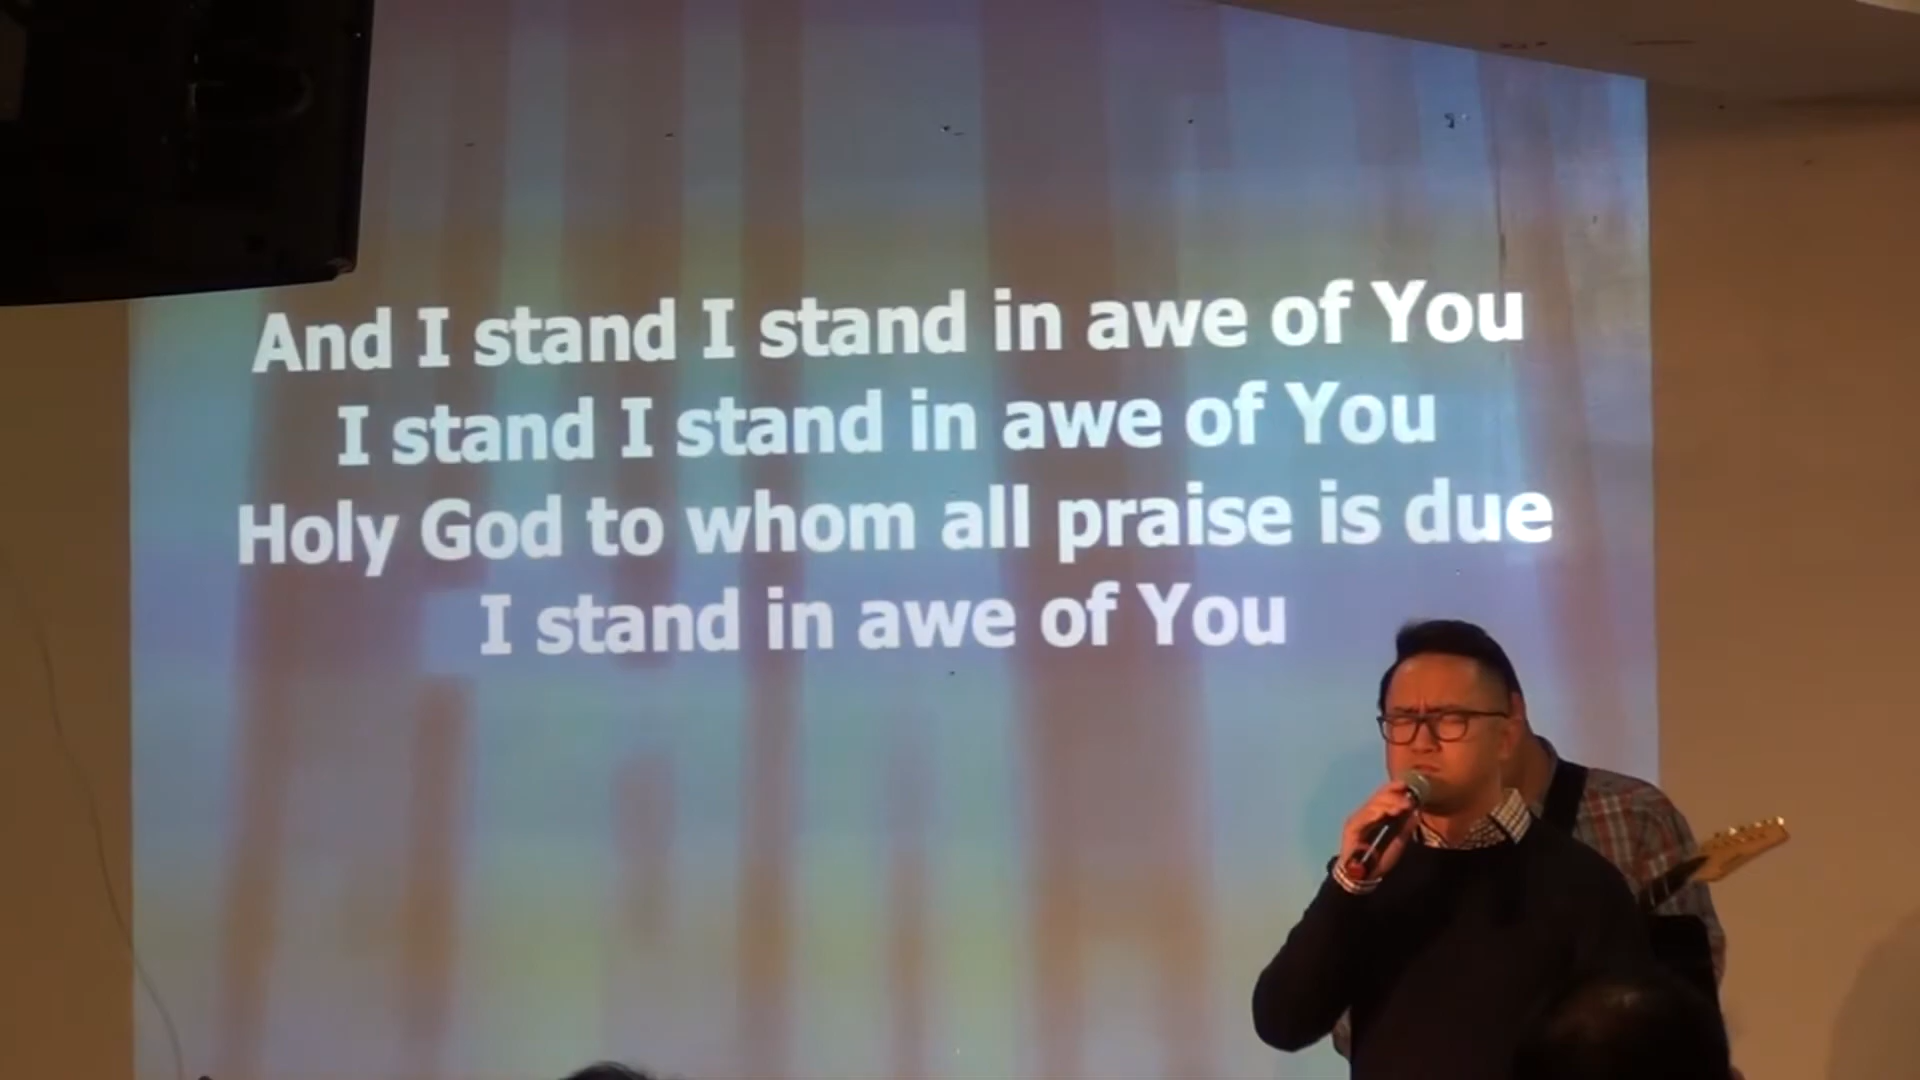 And I stand I stand in awe of You
I stand I stand in awe of You
Holy God to whom all praise is due
I stand in awe of You